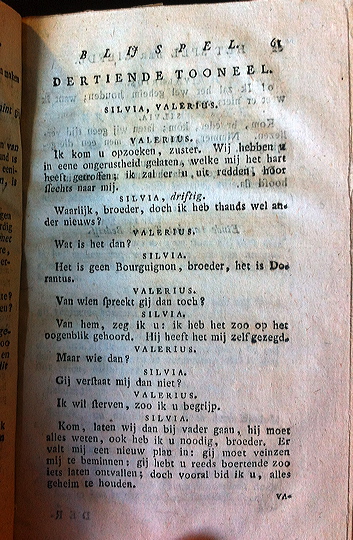 BLIJSPEL. 61
DERTIENDE TOONEEL.
SILVIA, VALERIUS.
VALERIUS.
Ik kom u opzoeken, zuster. Wij hebben u
in eene ongerustheid gelaten, welke mij het hart
heeft getroffen; ik zal er u uit redden, hoor
slechts naar mij.
SILVIA, driftig.
Waarlijk, broeder, doch ik heb thands wel an-
der nieuws?
VALERIUS.
Wat is het dan?
SILVIA.
Het is geen Bourguignon, broeder, het is Do-
rantus.
VALERIUS.
Van wien spreekt gij dan toch?
SILVIA.
Van hem, zeg ik u: ik heb het zoo op het
oogenblik gehoord. Hij heeft het mij zelf gezegd.
VALERIUS.
Maar wie dan?
SILVIA.
Gij verstaat mij dan niet?
VALERIUS.
Ik wil sterven, zoo ik u begrijp.
SILVIA.
Kom, laten wij dan bij vader gaan, hij moet
alles weten, ook heb ik u noodig, broeder. Er
valt mij een nieuw plan in: gij moet veinzen
mij te beminnen: gij hebt u reeds boertende zoo
iets laten ontvallen; doch vooral bid ik u, alles
geheim te houden.
VA-